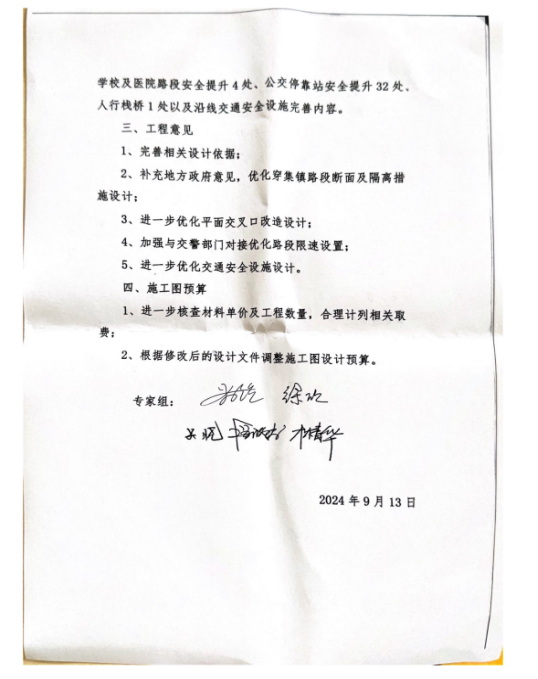 学校及医院路段安全提升 4 处、公交停靠站安全提升 32 处、
人行栈桥 1 处以及沿线交通安全设施完善内容。
三、工程意见
1、完善相关设计依据;
2、补充地方政府意见，优化穿集镇路段断面及隔离措
施设计;
3、进一步优化平面交叉口改造设计;
4、加强与交警部门对接优化路段限速设置;
5、进一步优化交通安全设施设计。
四、施工图预算
1、进一步核查材料单价及工程数量，合理计列相关取
费;
2、根据修改后的设计文件调整施工图设计预算。
专家组:
2024 年 9 月 13 日